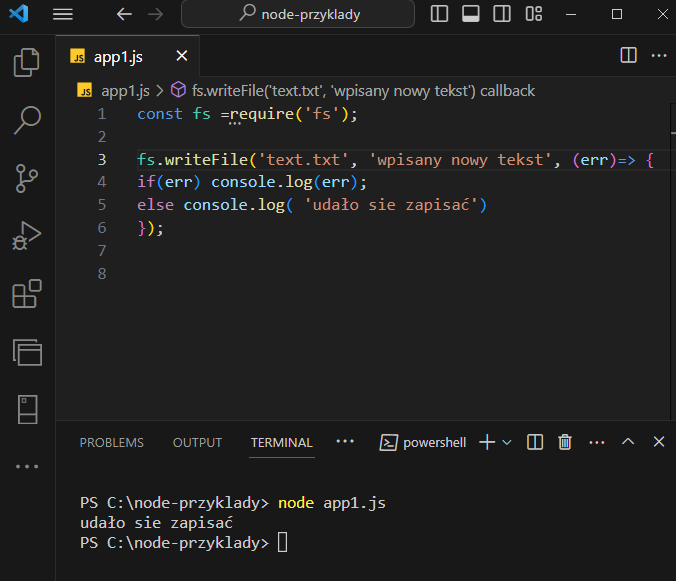 node-przyklady
JS app1.js
JS app1.js > fs.writeFile('text.txt', 'wpisany nowy tekst') callback
1 const fs =require('fs');
2
3 fs.writeFile('text.txt', 'wpisany nowy tekst', (err)=> {
4 if(err) console.log(err);
5 else console.log( 'udało sie zapisać')
6 });
7
8
PROBLEMS OUTPUT TERMINAL ... powershell
PS C:\node-przyklady> node app1.js
udało sie zapisać
PS C:\node-przyklady>